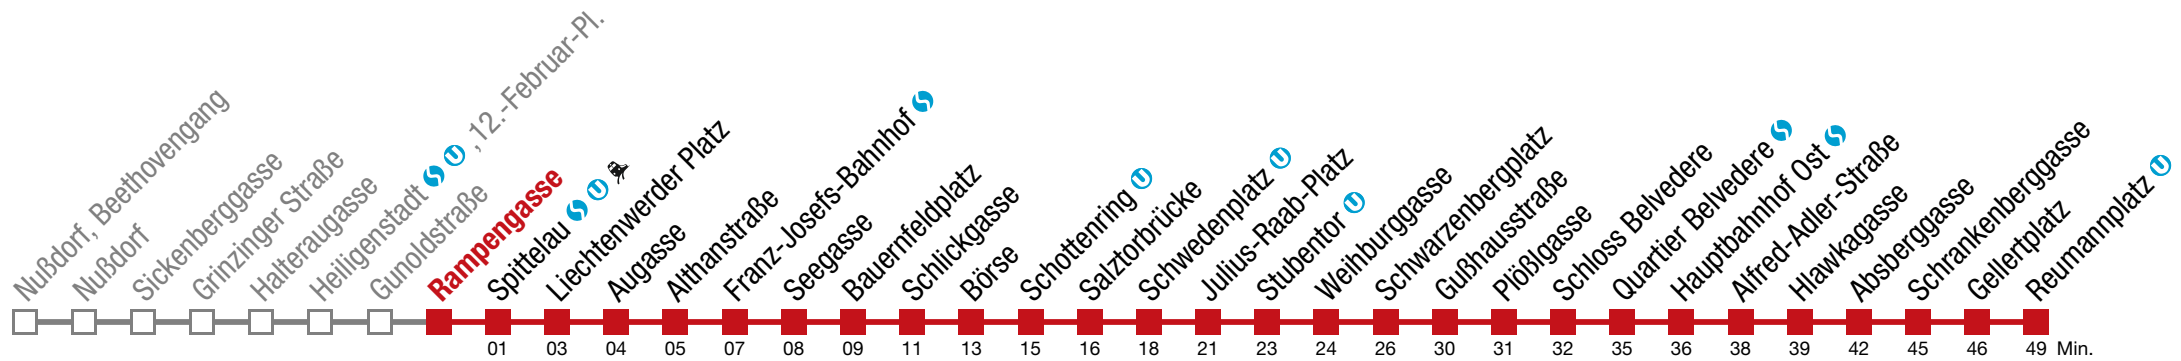 Nußdorf, Beethovengang
Nußdorf
Sickenberggasse
Grinzinger Straße
Halteraugasse
Heiligenstadt S U , 12.-Februar-Pl.
Gunoldstraße
Rampengasse
Spittelau S U
Liechtenwerder Platz
Augasse
Althanstraße
Franz-Josefs-Bahnhof S
Seegasse
Bauernfeldplatz
Schlickgasse
Börse
Schottenring U
Salztorbrücke
Schwedenplatz U
Julius-Raab-Platz
Stubentor U
Weihburggasse
Schwarzenbergplatz
Gußhausstraße
Plößlgasse
Schloss Belvedere
Quartier Belvedere S
Hauptbahnhof Ost S
Alfred-Adler-Straße
Hlawkagasse
Absberggasse
Schrankenberggasse
Gellertplatz
Reumannplatz U
01 03 04 05 07 08 09 11 13 15 16 18 21 23 24 26 30 31 32 35 36 38 39 42 45 46 49 Min.